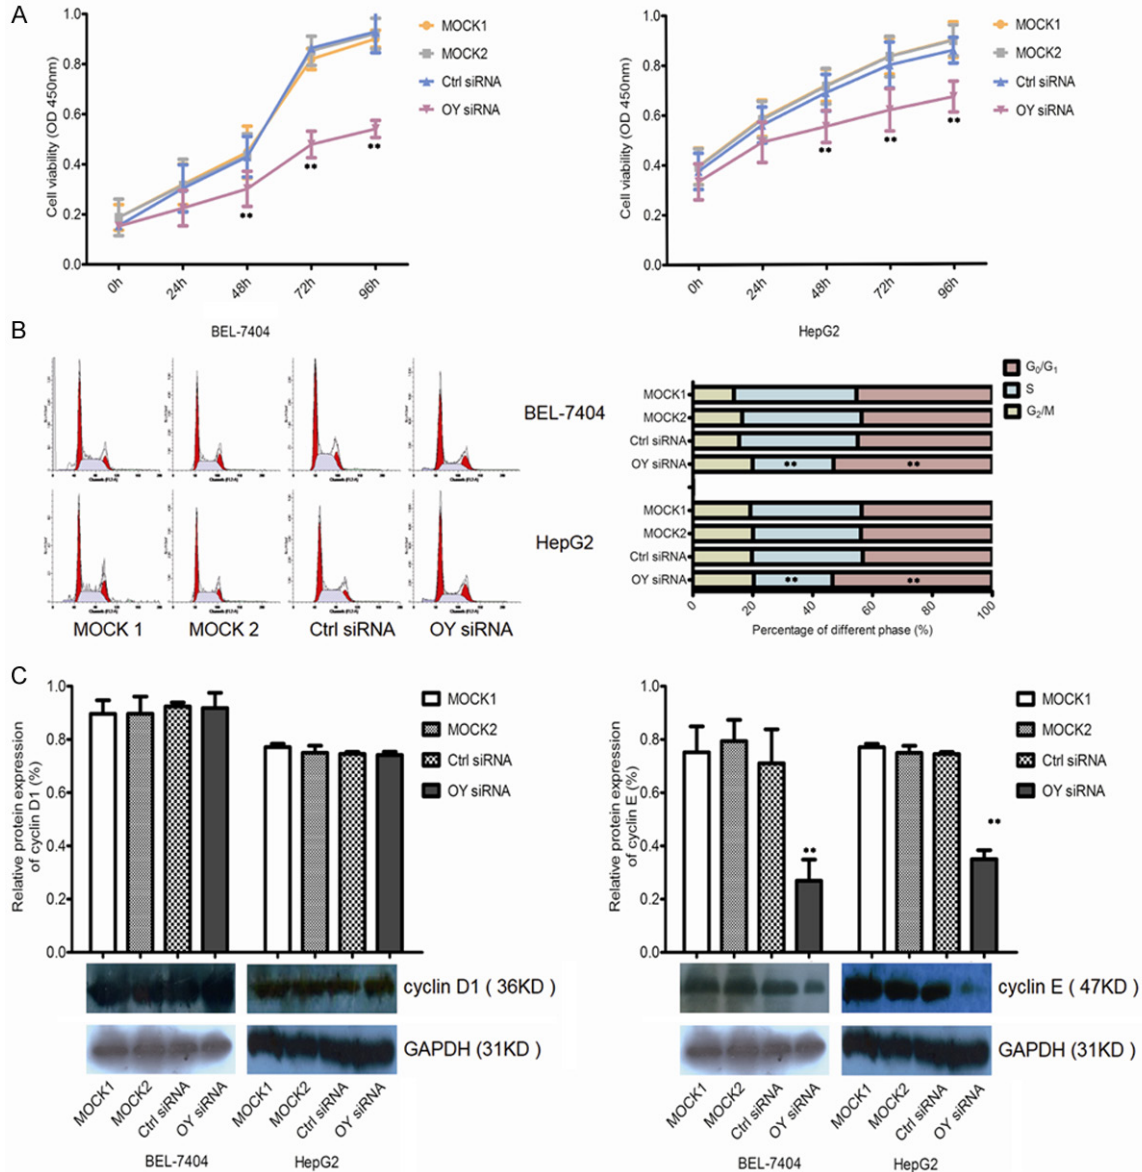 A
Cell viability (OD 450nm)
1.0
0.8
0.6
0.4
0.2
0.0
0h
24h
48h
72h
96h
BEL-7404
MOCK1
MOCK2
Ctrl siRNA
OY siRNA
Cell viability (OD 450nm)
1.0
0.8
0.6
0.4
0.2
0.0
0h
24h
48h
72h
96h
HepG2
MOCK1
MOCK2
Ctrl siRNA
OY siRNA
B
BEL-7404
HepG2
MOCK 1
MOCK 2
Ctrl siRNA
OY siRNA
MOCK1
MOCK2
Ctrl siRNA
OY siRNA
MOCK1
MOCK2
Ctrl siRNA
OY siRNA
0
20
40
60
80
100
Percentage of different phase (%)
G0/G1
S
G2/M
C
Relative protein expression
of cyclin D1 (%)
1.0
0.8
0.6
0.4
0.2
0.0
MOCK1
MOCK2
Ctrl siRNA
OY siRNA
cyclin D1 ( 36KD )
GAPDH (31KD )
MOCK1
MOCK2
Ctrl siRNA
OY siRNA
MOCK1
MOCK2
Ctrl siRNA
OY siRNA
BEL-7404
HepG2
Relative protein expression
of cyclin E (%)
1.0
0.8
0.6
0.4
0.2
0.0
MOCK1
MOCK2
Ctrl siRNA
OY siRNA
cyclin E ( 47KD )
GAPDH (31KD )
MOCK1
MOCK2
Ctrl siRNA
OY siRNA
MOCK1
MOCK2
Ctrl siRNA
OY siRNA
BEL-7404
HepG2